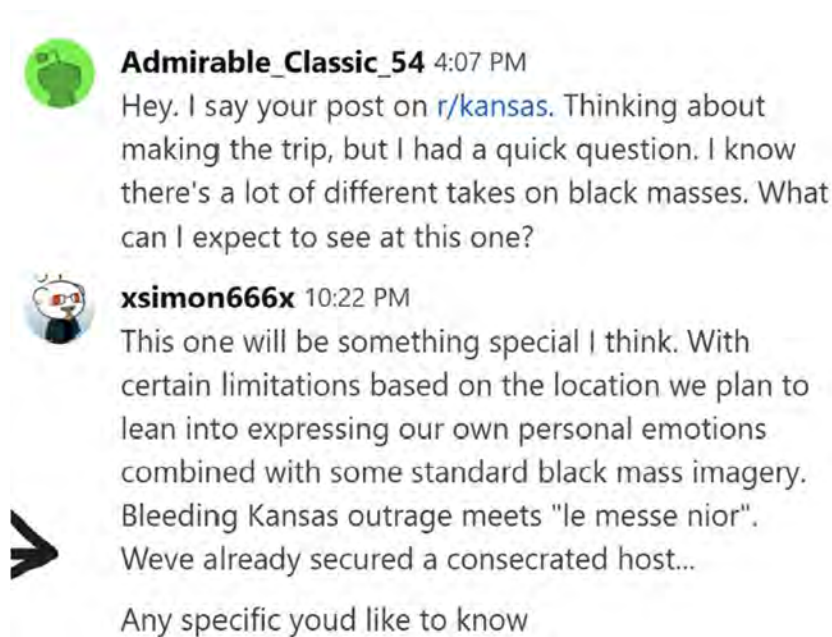 Admirable_Classic_54 4:07 PM
Hey. I say your post on r/kansas. Thinking about
making the trip, but I had a quick question. I know
there's a lot of different takes on black masses. What
can I expect to see at this one?
xsimon666x 10:22 PM
This one will be something special I think. With
certain limitations based on the location we plan to
lean into expressing our own personal emotions
combined with some standard black mass imagery.
Bleeding Kansas outrage meets "le messe nior".
Weve already secured a consecrated host...
Any specific youd like to know